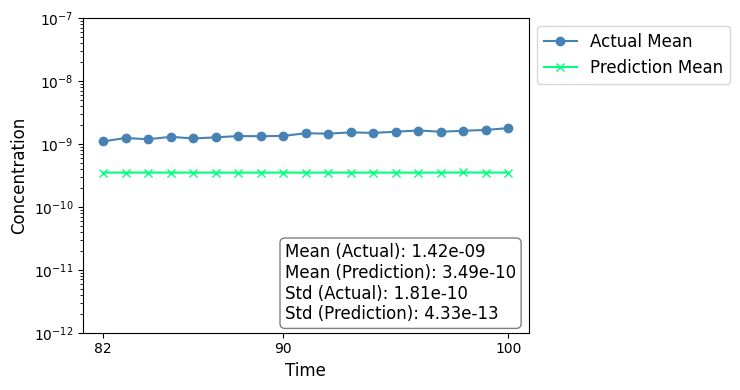 10⁻⁷
10⁻⁸
10⁻⁹
10⁻¹⁰
10⁻¹¹
10⁻¹²
Concentration
Actual Mean
Prediction Mean
Mean (Actual): 1.42e-09
Mean (Prediction): 3.49e-10
Std (Actual): 1.81e-10
Std (Prediction): 4.33e-13
82 90 100
Time